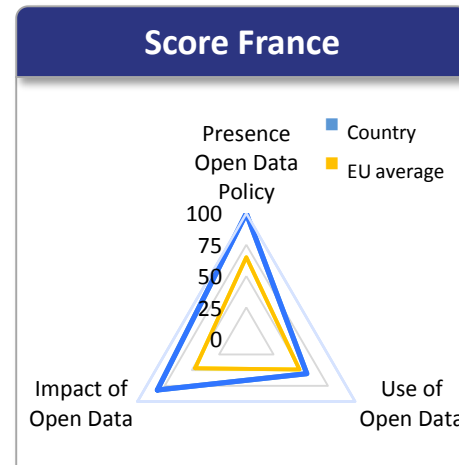 Score France
Presence
Open Data
Policy
Country
EU average
100
75
50
25
0
Impact of
Open Data
Use of
Open Data